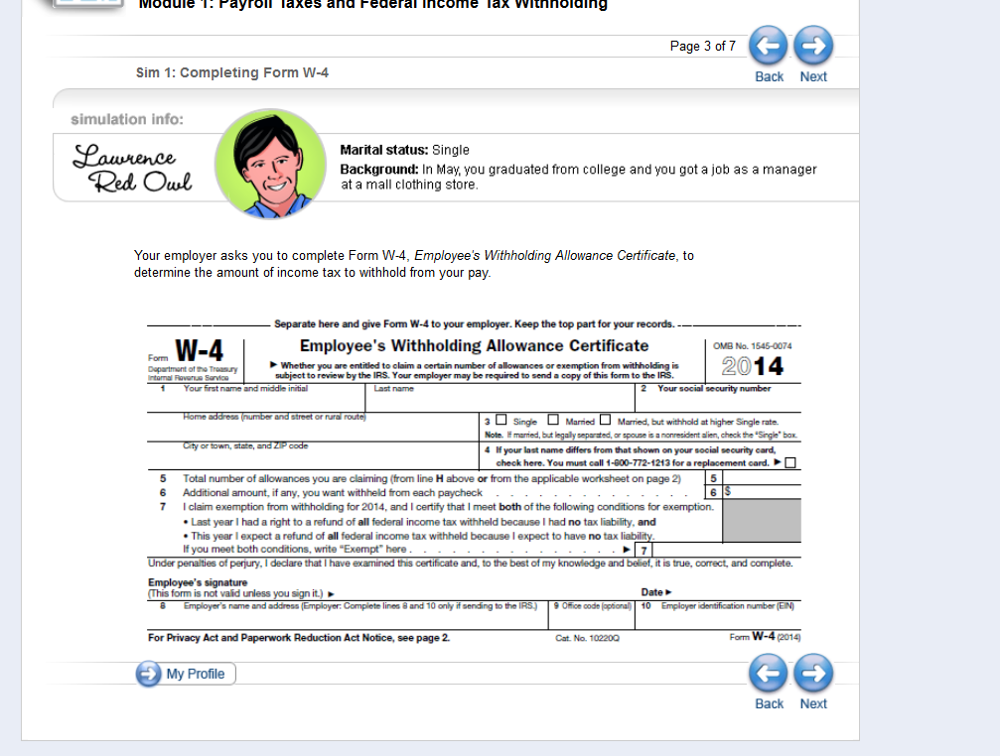 Module 1: Payroll Taxes and Federal Income Tax Withholding
Page 3 of 7
Back Next
Sim 1: Completing Form W-4
simulation info:
Lawrence
Red Owl
Marital status: Single
Background: In May, you graduated from college and you got a job as a manager
at a mall clothing store.
Your employer asks you to complete Form W-4, Employee's Withholding Allowance Certificate, to
determine the amount of income tax to withhold from your pay.
Separate here and give Form W-4 to your employer. Keep the top part for your records.
Form W-4
Department of the Treasury
Internal Revenue Service
Employee's Withholding Allowance Certificate
▶ Whether you are entitled to claim a certain number of allowances or exemption from withholding is
subject to review by the IRS. Your employer may be required to send a copy of this form to the IRS.
OMB No. 1545-0074
2014
1 Your first name and middle initial
Last name
2 Your social security number
Home address (number and street or rural route)
3 Single Married Married, but withhold at higher Single rate.
Note. If married, but legally separated, or spouse is a nonresident alien, check the "Single" box.
City or town, state, and ZIP code
4 If your last name differs from that shown on your social security card,
check here. You must call 1-800-772-1213 for a replacement card. ▶
5 Total number of allowances you are claiming (from line H above or from the applicable worksheet on page 2) 5
6 Additional amount, if any, you want withheld from each paycheck . . . . . . . . . . . . . . 6 $
7 I claim exemption from withholding for 2014, and I certify that I meet both of the following conditions for exemption.
• Last year I had a right to a refund of all federal income tax withheld because I had no tax liability, and
• This year I expect a refund of all federal income tax withheld because I expect to have no tax liability.
If you meet both conditions, write "Exempt" here . . . . . . . . . . . . . . . ▶ 7
Under penalties of perjury, I declare that I have examined this certificate and, to the best of my knowledge and belief, it is true, correct, and complete.
Employee's signature
(This form is not valid unless you sign it.) ▶
Date ▶
8 Employer's name and address (Employer: Complete lines 8 and 10 only if sending to the IRS.)
9 Office code (optional)
10 Employer identification number (EIN)
For Privacy Act and Paperwork Reduction Act Notice, see page 2.
Cat. No. 10220Q
Form W-4 (2014)
My Profile
Back Next